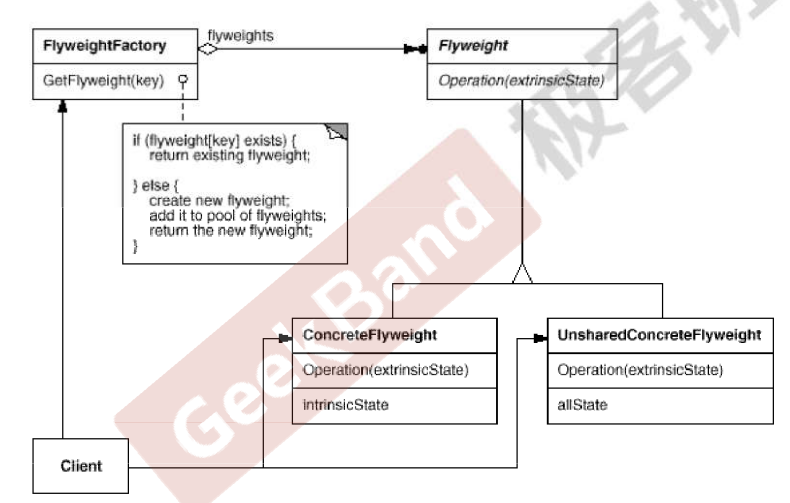 flyweights
FlyweightFactory
GetFlyweight(key)
Flyweight
Operation(extrinsicState)
if (flyweight[key] exists) {
return existing flyweight;
} else {
create new flyweight;
add it to pool of flyweights;
return the new flyweight;
}
ConcreteFlyweight
Operation(extrinsicState)
intrinsicState
UnsharedConcreteFlyweight
Operation(extrinsicState)
allState
Client
GeekBand
极客班